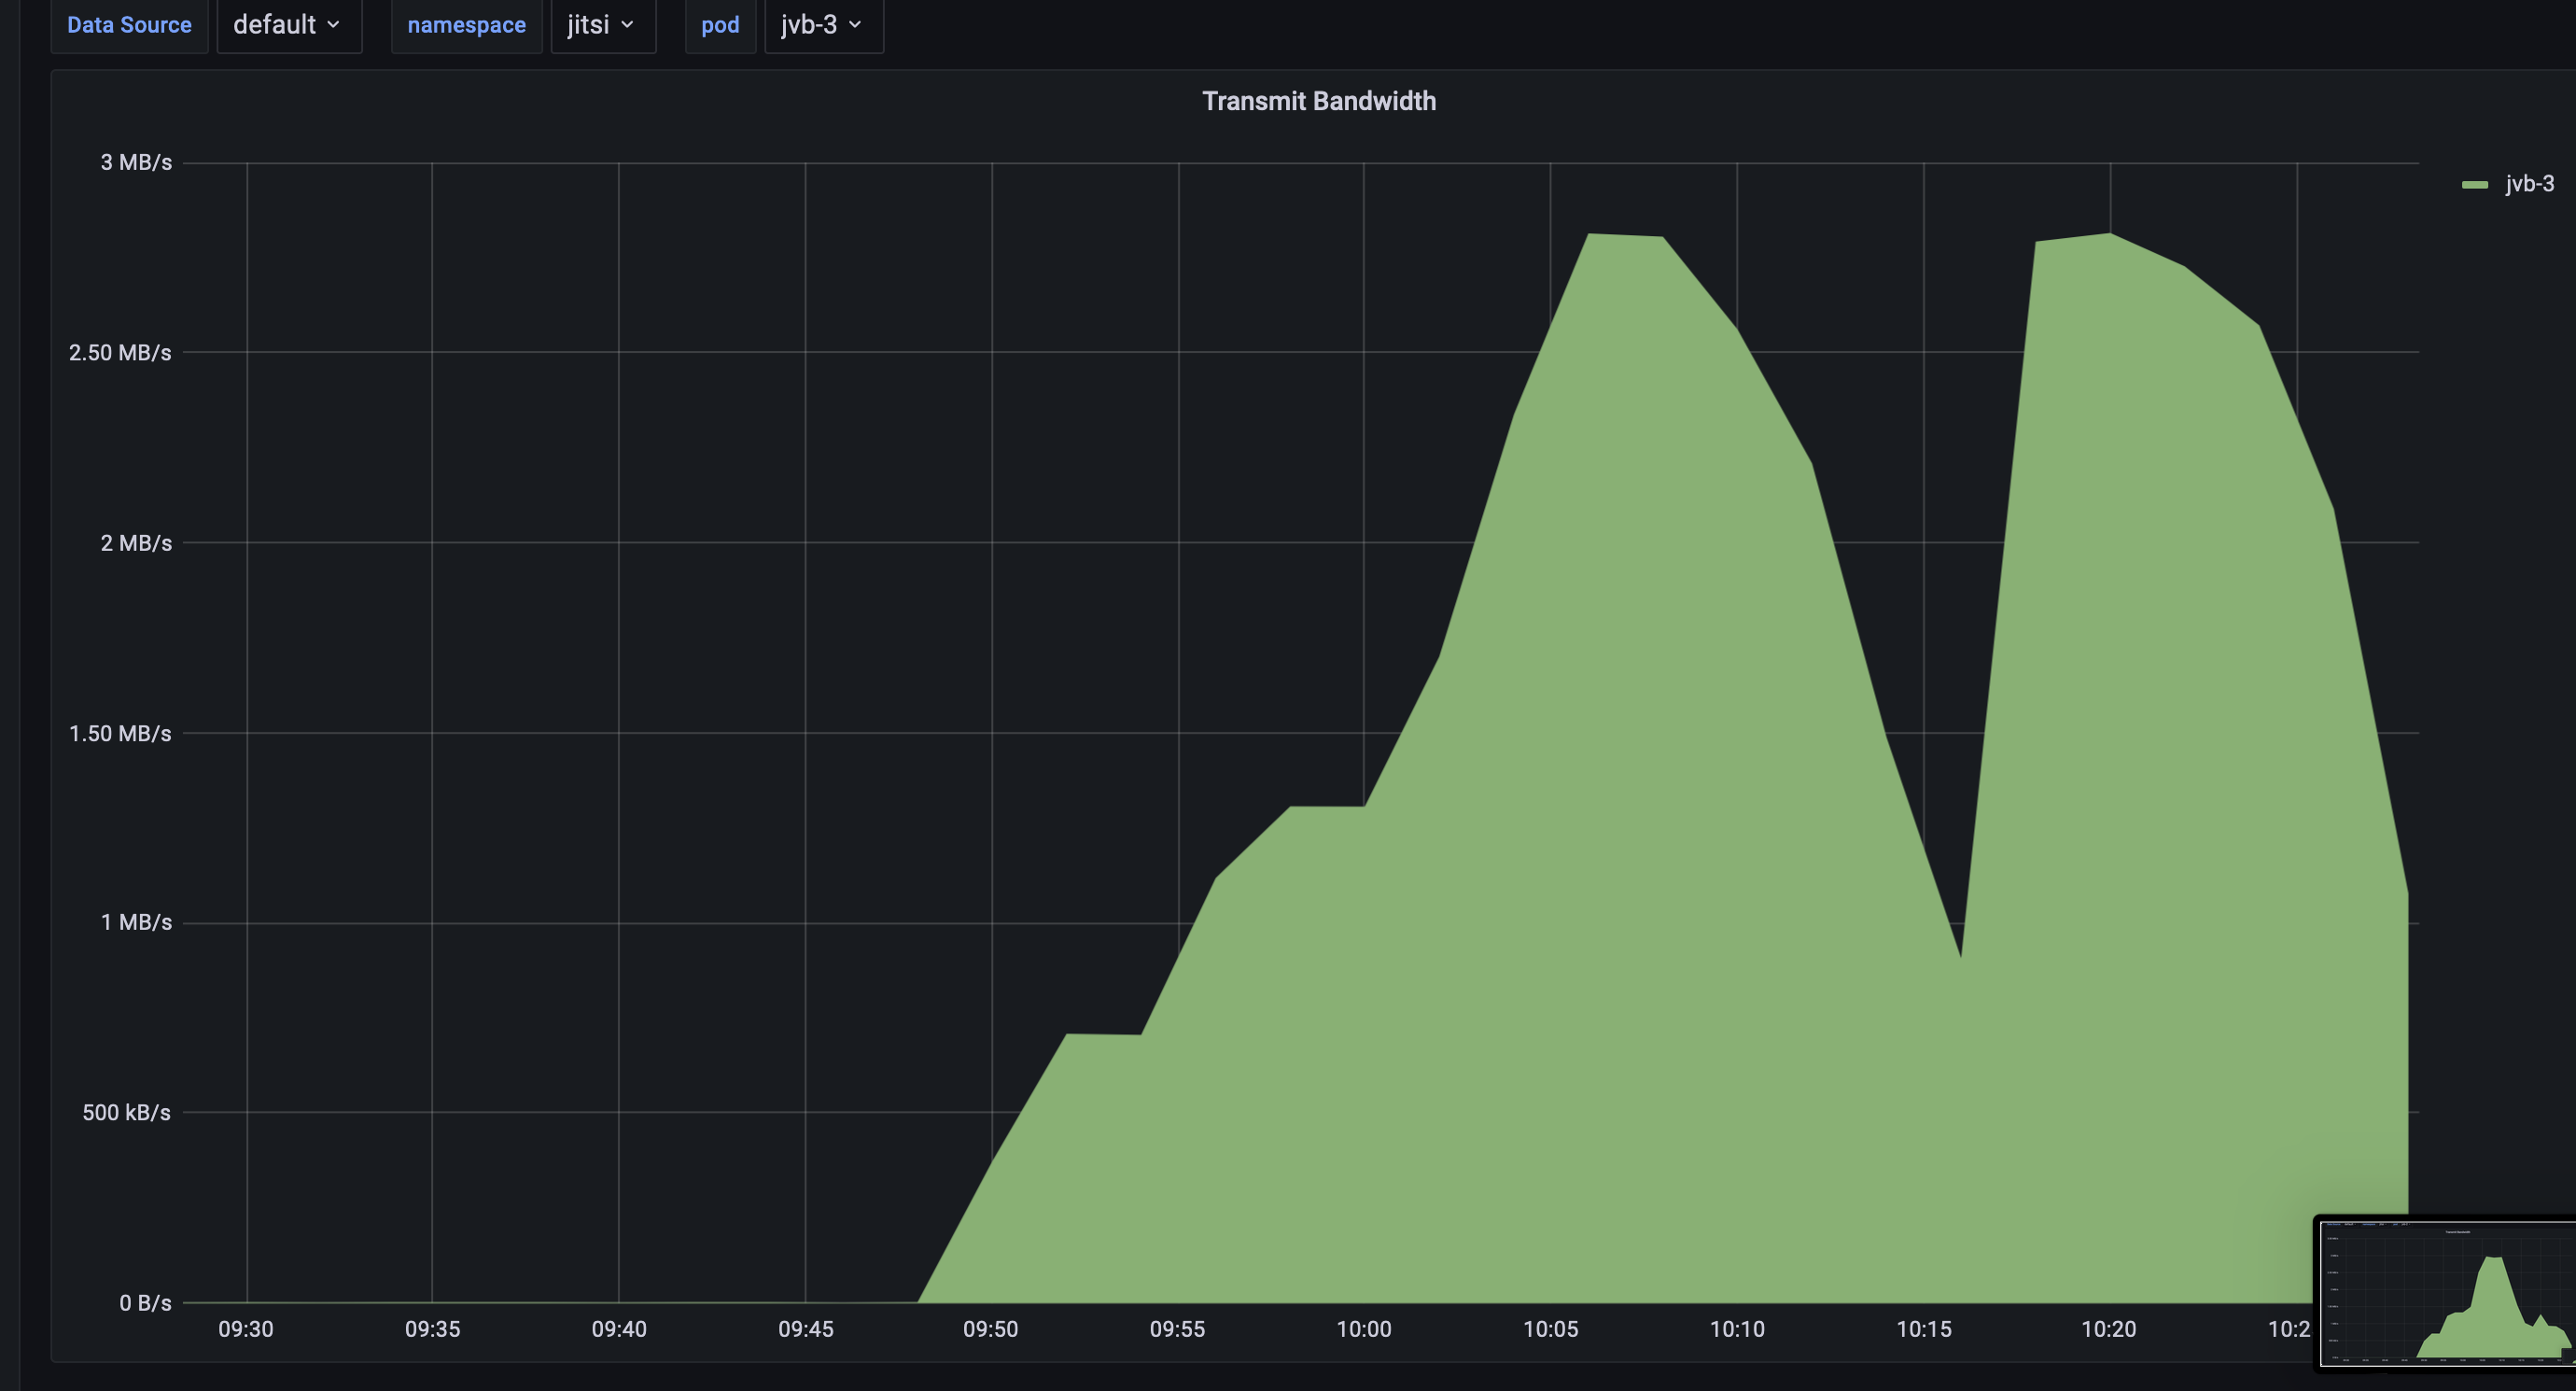 Data Source default namespace jitsi pod jvb-3
Transmit Bandwidth
3 MB/s
jvb-3
2.50 MB/s
2 MB/s
1.50 MB/s
1 MB/s
500 kB/s
0 B/s
09:30 09:35 09:40 09:45 09:50 09:55 10:00 10:05 10:10 10:15 10:20 10:2